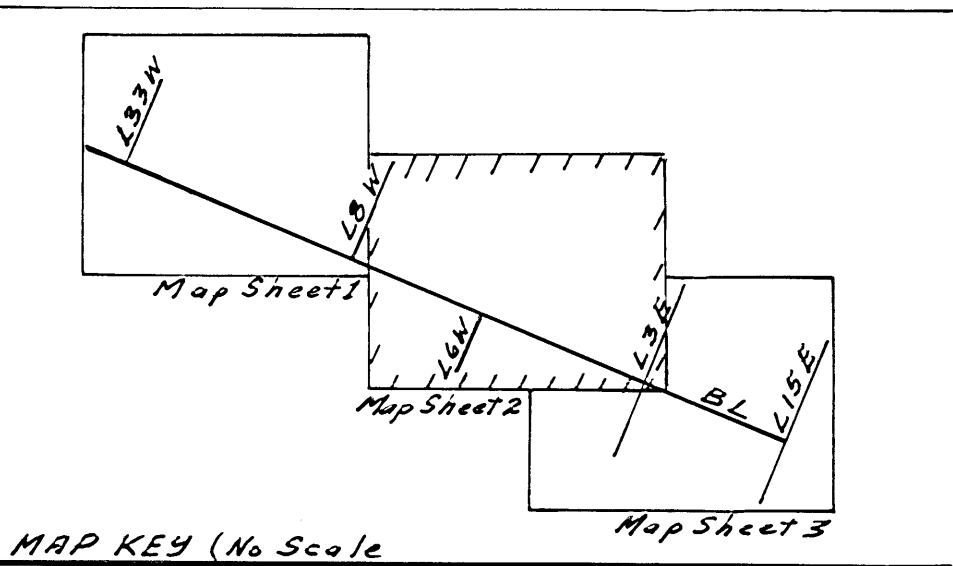 L33W
L8W
Map Sheet 1
L6W
L3E
Map Sheet 2
BL
L15E
Map Sheet 3
MAP KEY (No Scale